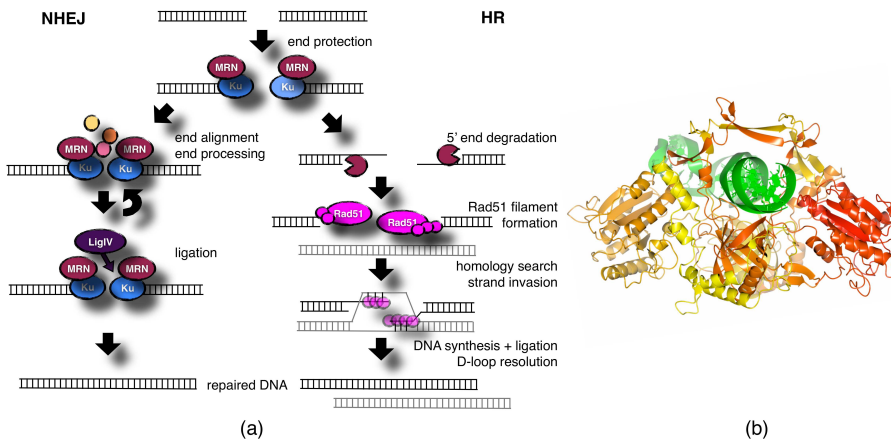 NHEJ
HR
end protection
MRN
MRN
Ku
Ku
end alignment
end processing
5' end degradation
MRN
MRN
Ku
Ku
Rad51
Rad51
Rad51 filament
formation
LigIV
ligation
MRN
MRN
Ku
Ku
homology search
strand invasion
DNA synthesis + ligation
D-loop resolution
repaired DNA
(a)
(b)